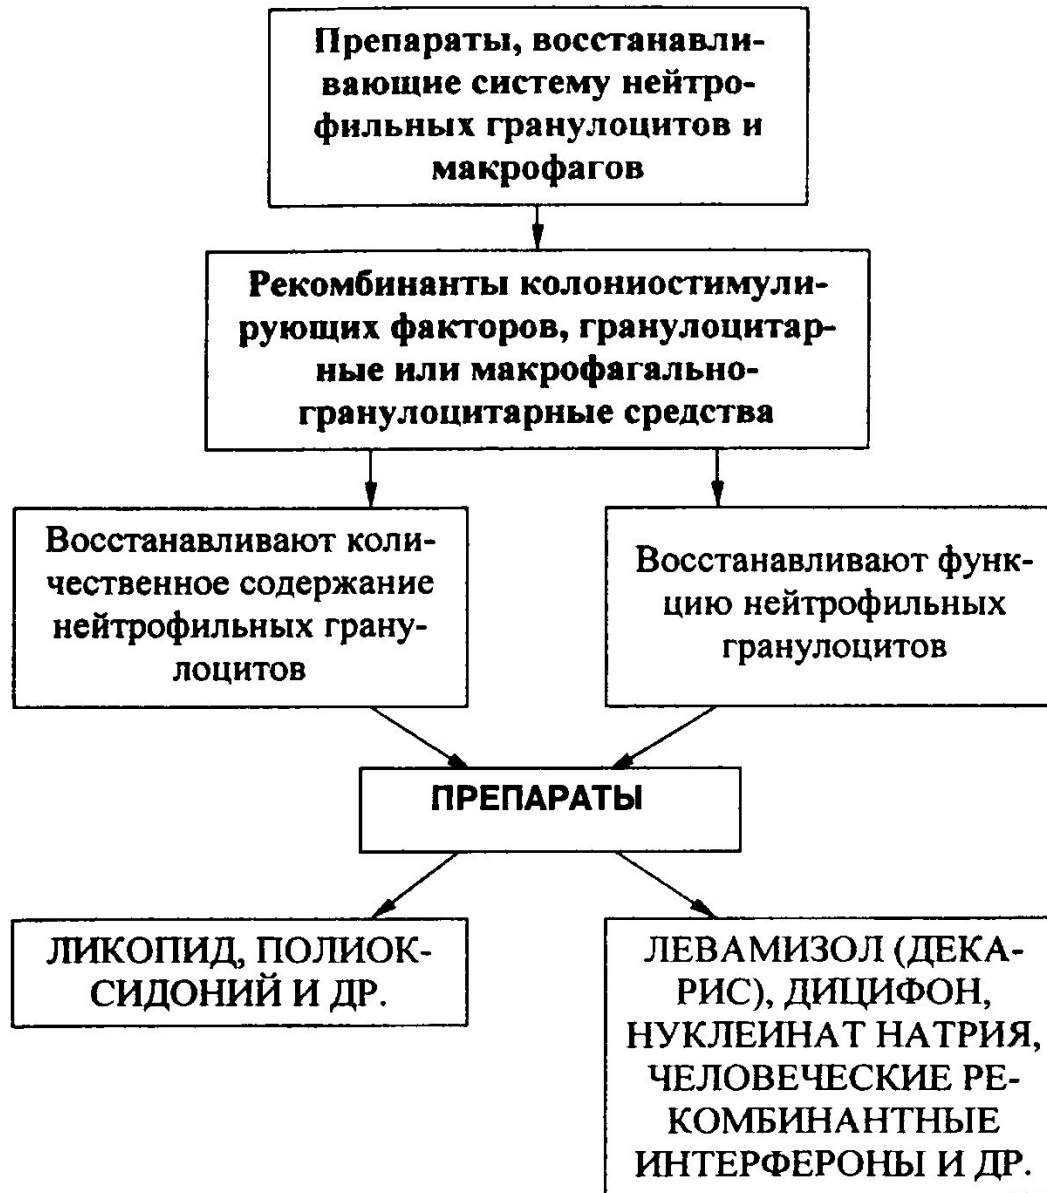 Препараты, восстанавли-
вающие систему нейтро-
фильных гранулоцитов и
макрофагов
Рекомбинанты колониостимули-
рующих факторов, гранулоцитар-
ные или макрофагально-
гранулоцитарные средства
Восстанавливают коли-
чественное содержание
нейтрофильных грану-
лоцитов
Восстанавливают функ-
цию нейтрофильных
гранулоцитов
ПРЕПАРАТЫ
ЛИКОПИД, ПОЛИОК-
СИДОНИЙ И ДР.
ЛЕВАМИЗОЛ (ДЕКА-
РИС), ДИЦИФОН,
НУКЛЕИНАТ НАТРИЯ,
ЧЕЛОВЕЧЕСКИЕ РЕ-
КОМБИНАНТНЫЕ
ИНТЕРФЕРОНЫ И ДР.